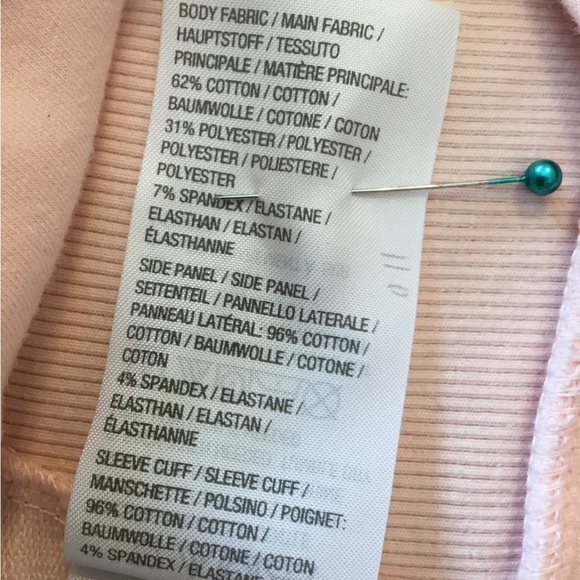 BODY FABRIC / MAIN FABRIC /
HAUPTSTOFF / TESSUTO
PRINCIPALE / MATIÈRE PRINCIPALE:
62% COTTON / COTTON /
BAUMWOLLE / COTONE / COTON
31% POLYESTER / POLYESTER /
POLYESTER / POLIESTERE /
POLYESTER
7% SPANDEX / ELASTANE /
ELASTHAN / ELASTAN /
ÉLASTHANNE
SIDE PANEL / SIDE PANEL /
SEITENTEIL / PANNELLO LATERALE /
PANNEAU LATÉRAL: 96% COTTON /
COTTON / BAUMWOLLE / COTONE /
COTON
4% SPANDEX / ELASTANE /
ELASTHAN / ELASTAN /
ÉLASTHANNE
SLEEVE CUFF / SLEEVE CUFF /
MANSCHETTE / POLSINO / POIGNET:
96% COTTON / COTTON /
BAUMWOLLE / COTONE / COTON
4% SPANDEX / ELASTANE /